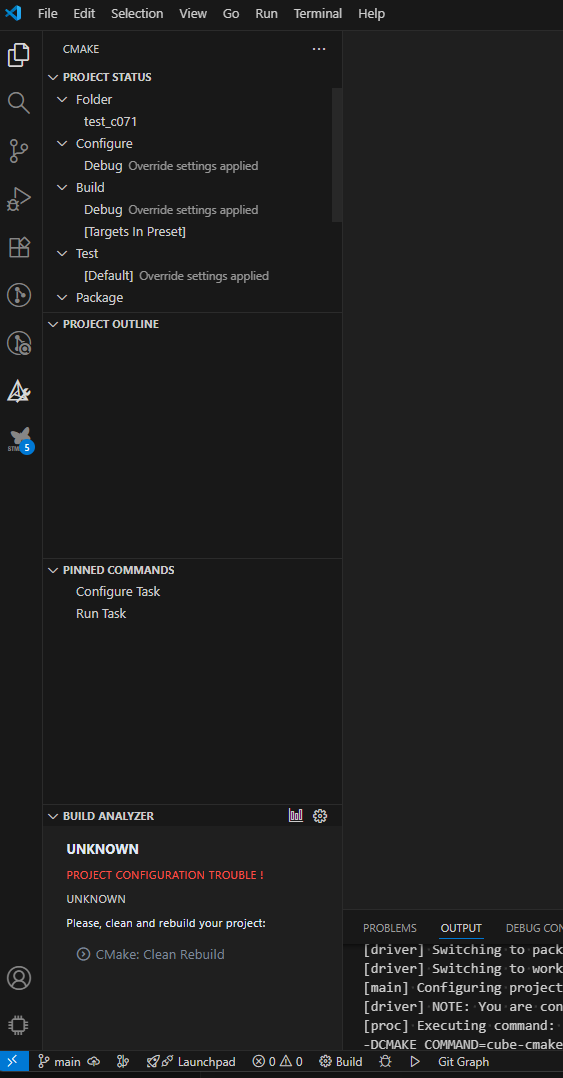 File Edit Selection View Go Run Terminal Help
CMAKE
PROJECT STATUS
Folder
test_c071
Configure
Debug Override settings applied
Build
Debug Override settings applied
[Targets In Preset]
Test
[Default] Override settings applied
Package
PROJECT OUTLINE
5
PINNED COMMANDS
Configure Task
Run Task
BUILD ANALYZER
UNKNOWN
PROJECT CONFIGURATION TROUBLE !
UNKNOWN
Please, clean and rebuild your project:
CMake: Clean Rebuild
PROBLEMS OUTPUT DEBUG CON
[driver] Switching to pack
[driver] Switching to work
[main] Configuring project
[driver] NOTE: You are con
[proc] Executing command:
-DCMAKE_COMMAND=cube-cmake
main Launchpad 0 0 Build Git Graph